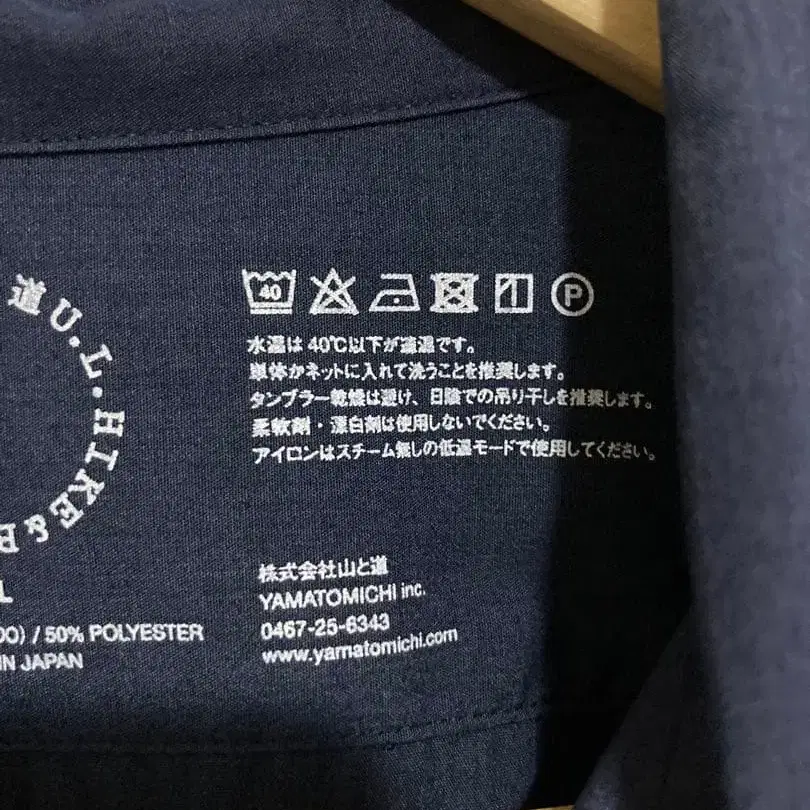 道U.L.HIKE&
40
P
水温は40℃以下が適温です。
単体かネットに入れて洗うことを推奨します。
タンブラー乾燥は避け、日陰での吊り干しを推奨します。
柔軟剤・漂白剤は使用しないでください。
アイロンはスチーム無しの低温モードで使用してください。
株式会社山と道
YAMATOMICHI inc.
0467-25-6343
www.yamatomichi.com
/ 50% POLYESTER
IN JAPAN